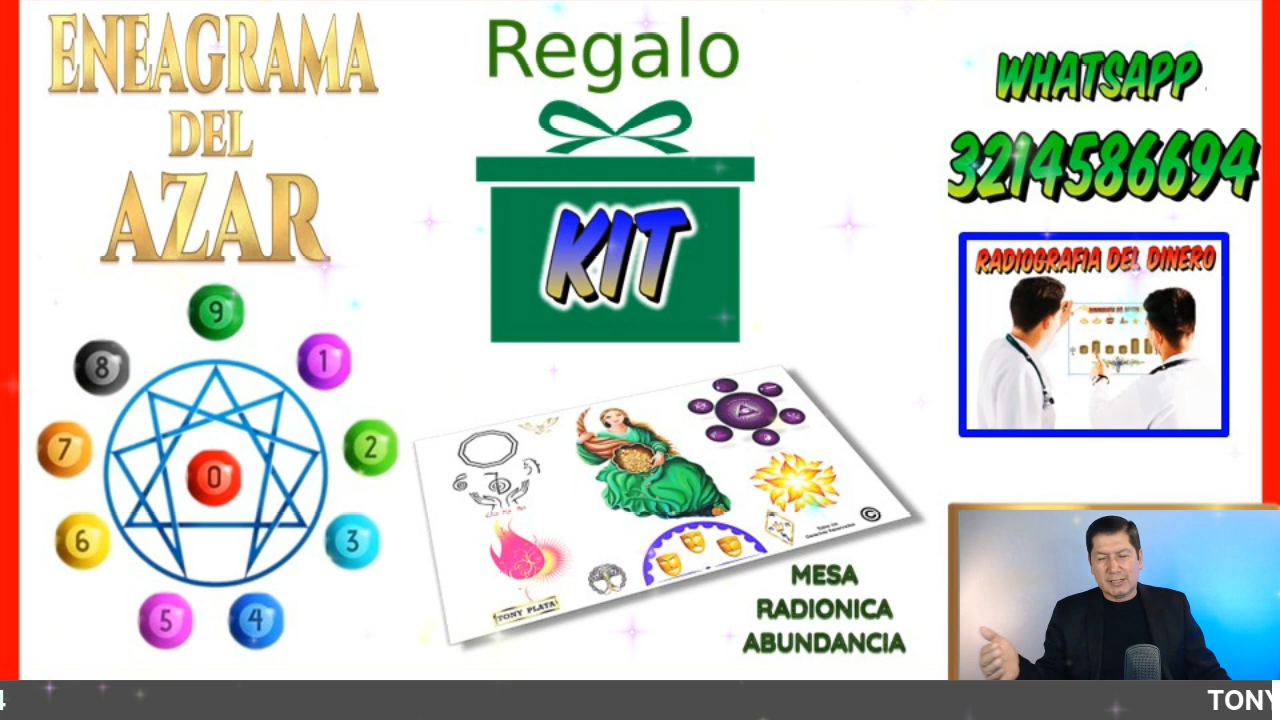 ENEAGRAMA
DEL
AZAR
9
8
1
7
0
2
6
3
5
4
Regalo
KIT
TONY PLATA
©
MESA
RADIONICA
ABUNDANCIA
WHATSAPP
3214586694
RADIOGRAFIA DEL DINERO
4
TONY